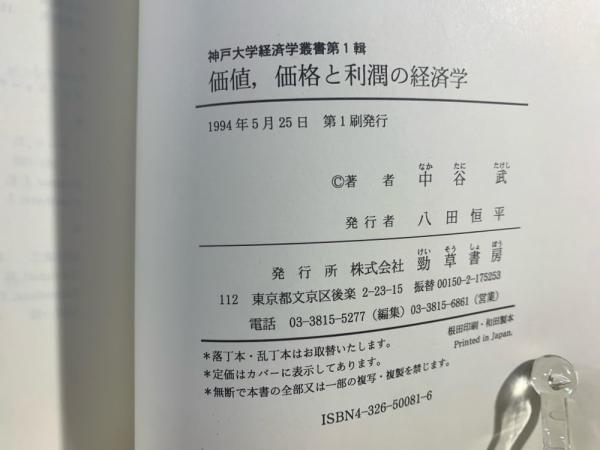 神戸大学経済学叢書第1輯
価値，価格と利潤の経済学
1994年5月25日　第1刷発行
なか　たに　たけし
©著　者　中　谷　武
発行者　八　田　恒　平
けい　そう　しょ　ぼう
発行所　株式会社　勁草書房
112　東京都文京区後楽 2-23-15　振替00150-2-175253
電話　03-3815-5277（編集）03-3815-6861（営業）
根田印刷・和田製本
Printed in Japan.
＊落丁本・乱丁本はお取替いたします。
＊定価はカバーに表示してあります。
＊無断で本書の全部又は一部の複写・複製を禁じます。
ISBN4-326-50081-6